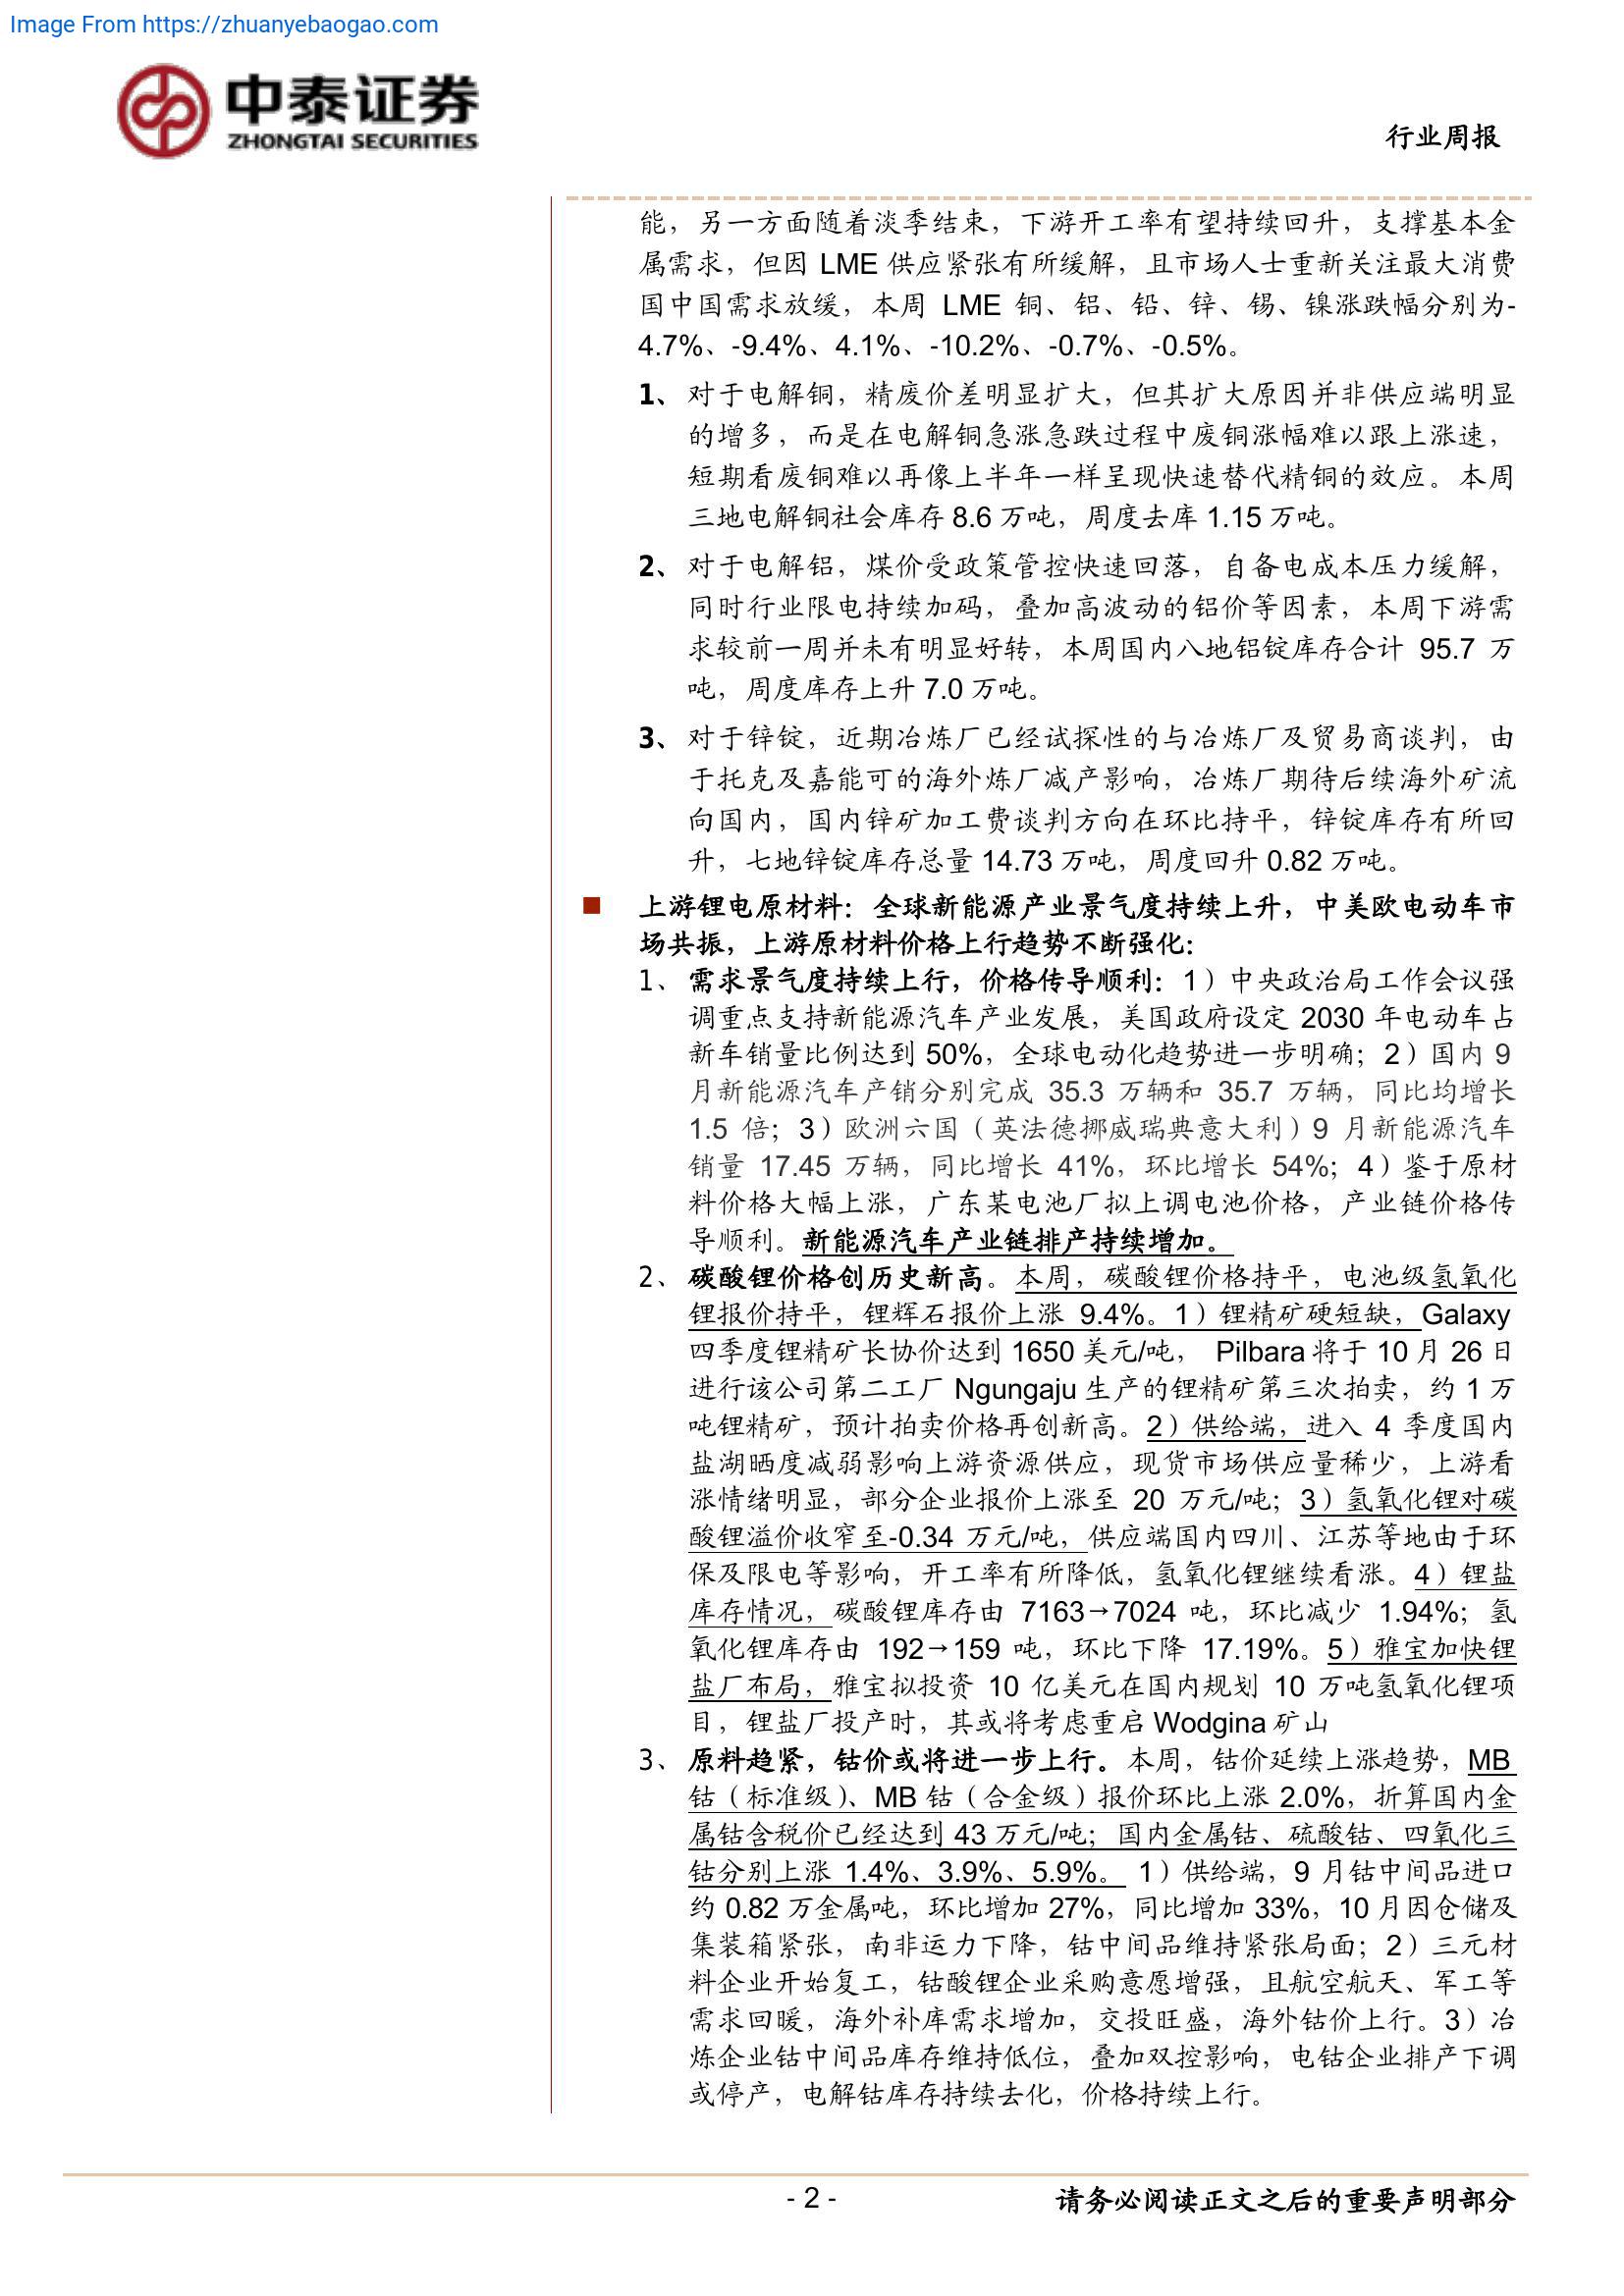 Image From https://zhuanyebaogao.com
中泰证券
ZHONGTAI SECURITIES
行业周报
能，另一方面随着淡季结束，下游开工率有望持续回升，支撑基本金
属需求，但因 LME 供应紧张有所缓解，且市场人士重新关注最大消费
国中国需求放缓，本周 LME 铜、铝、铅、锌、锡、镍涨跌幅分别为-
4.7%、-9.4%、4.1%、-10.2%、-0.7%、-0.5%。
1、 对于电解铜，精废价差明显扩大，但其扩大原因并非供应端明显
的增多，而是在电解铜急涨急跌过程中废铜涨幅难以跟上涨速，
短期看废铜难以再像上半年一样呈现快速替代精铜的效应。本周
三地电解铜社会库存 8.6 万吨，周度去库 1.15 万吨。
2、 对于电解铝，煤价受政策管控快速回落，自备电成本压力缓解，
同时行业限电持续加码，叠加高波动的铝价等因素，本周下游需
求较前一周并未有明显好转，本周国内八地铝锭库存合计 95.7 万
吨，周度库存上升 7.0 万吨。
3、 对于锌锭，近期冶炼厂已经试探性的与冶炼厂及贸易商谈判，由
于托克及嘉能可的海外炼厂减产影响，冶炼厂期待后续海外矿流
向国内，国内锌矿加工费谈判方向在环比持平，锌锭库存有所回
升，七地锌锭库存总量 14.73 万吨，周度回升 0.82 万吨。
■ 上游锂电原材料：全球新能源产业景气度持续上升，中美欧电动车市
场共振，上游原材料价格上行趋势不断强化：
1、 需求景气度持续上行，价格传导顺利：1）中央政治局工作会议强
调重点支持新能源汽车产业发展，美国政府设定 2030 年电动车占
新车销量比例达到 50%，全球电动化趋势进一步明确；2）国内 9
月新能源汽车产销分别完成 35.3 万辆和 35.7 万辆，同比均增长
1.5 倍；3）欧洲六国（英法德挪威瑞典意大利）9 月新能源汽车
销量 17.45 万辆，同比增长 41%，环比增长 54%；4）鉴于原材
料价格大幅上涨，广东某电池厂拟上调电池价格，产业链价格传
导顺利。新能源汽车产业链排产持续增加。
2、 碳酸锂价格创历史新高。本周，碳酸锂价格持平，电池级氢氧化
锂报价持平，锂辉石报价上涨 9.4%。1）锂精矿硬短缺，Galaxy
四季度锂精矿长协价达到 1650 美元/吨， Pilbara 将于 10 月 26 日
进行该公司第二工厂 Ngungaju 生产的锂精矿第三次拍卖，约 1 万
吨锂精矿，预计拍卖价格再创新高。2）供给端，进入 4 季度国内
盐湖晒度减弱影响上游资源供应，现货市场供应量稀少，上游看
涨情绪明显，部分企业报价上涨至 20 万元/吨；3）氢氧化锂对碳
酸锂溢价收窄至-0.34 万元/吨，供应端国内四川、江苏等地由于环
保及限电等影响，开工率有所降低，氢氧化锂继续看涨。4）锂盐
库存情况，碳酸锂库存由 7163→7024 吨，环比减少 1.94%；氢
氧化锂库存由 192→159 吨，环比下降 17.19%。5）雅宝加快锂
盐厂布局，雅宝拟投资 10 亿美元在国内规划 10 万吨氢氧化锂项
目，锂盐厂投产时，其或将考虑重启 Wodgina 矿山
3、 原料趋紧，钴价或将进一步上行。本周，钴价延续上涨趋势，MB
钴（标准级）、MB 钴（合金级）报价环比上涨 2.0%，折算国内金
属钴含税价已经达到 43 万元/吨；国内金属钴、硫酸钴、四氧化三
钴分别上涨 1.4%、3.9%、5.9%。 1）供给端，9 月钴中间品进口
约 0.82 万金属吨，环比增加 27%，同比增加 33%，10 月因仓储及
集装箱紧张，南非运力下降，钴中间品维持紧张局面；2）三元材
料企业开始复工，钴酸锂企业采购意愿增强，且航空航天、军工等
需求回暖，海外补库需求增加，交投旺盛，海外钴价上行。3）冶
炼企业钴中间品库存维持低位，叠加双控影响，电钴企业排产下调
或停产，电解钴库存持续去化，价格持续上行。
- 2 -
请务必阅读正文之后的重要声明部分